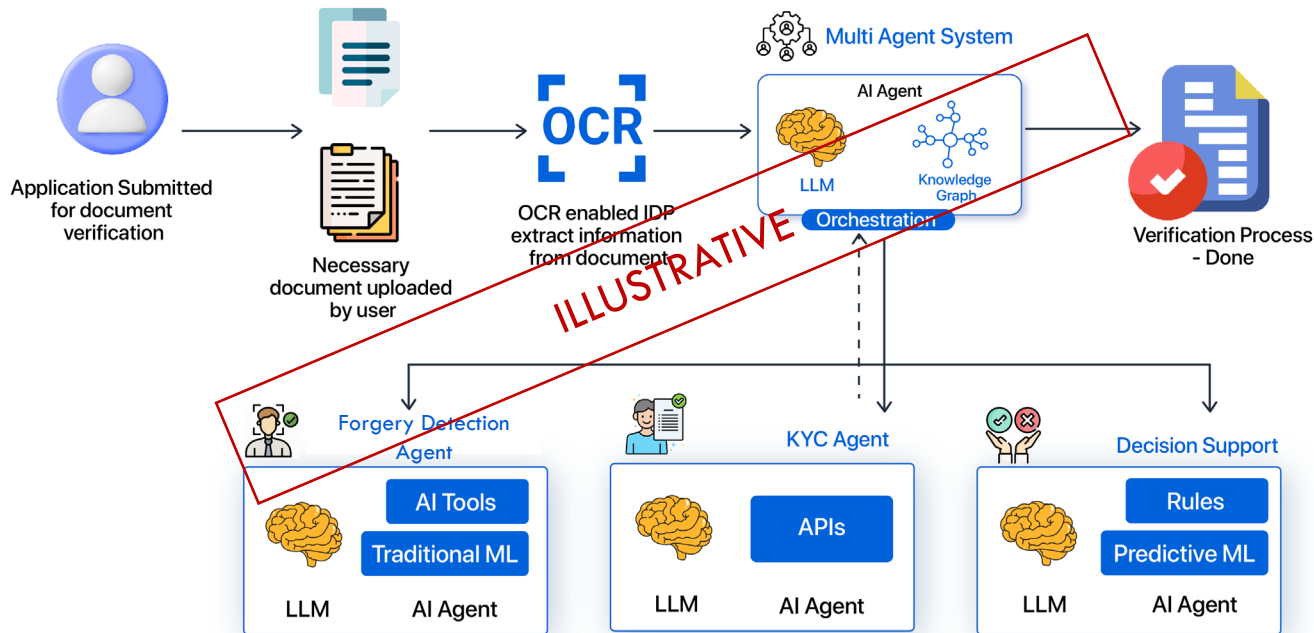 Multi Agent System
AI Agent
OCR
LLM
Knowledge
Graph
Orchestration
Application Submitted
for document
verification
OCR enabled IDP
extract information
from document
Necessary
document uploaded
by user
Verification Process
- Done
ILLUSTRATIVE
Forgery Detection
Agent
AI Tools
Traditional ML
LLM
AI Agent
KYC Agent
APIs
LLM
AI Agent
Decision Support
Rules
Predictive ML
LLM
AI Agent